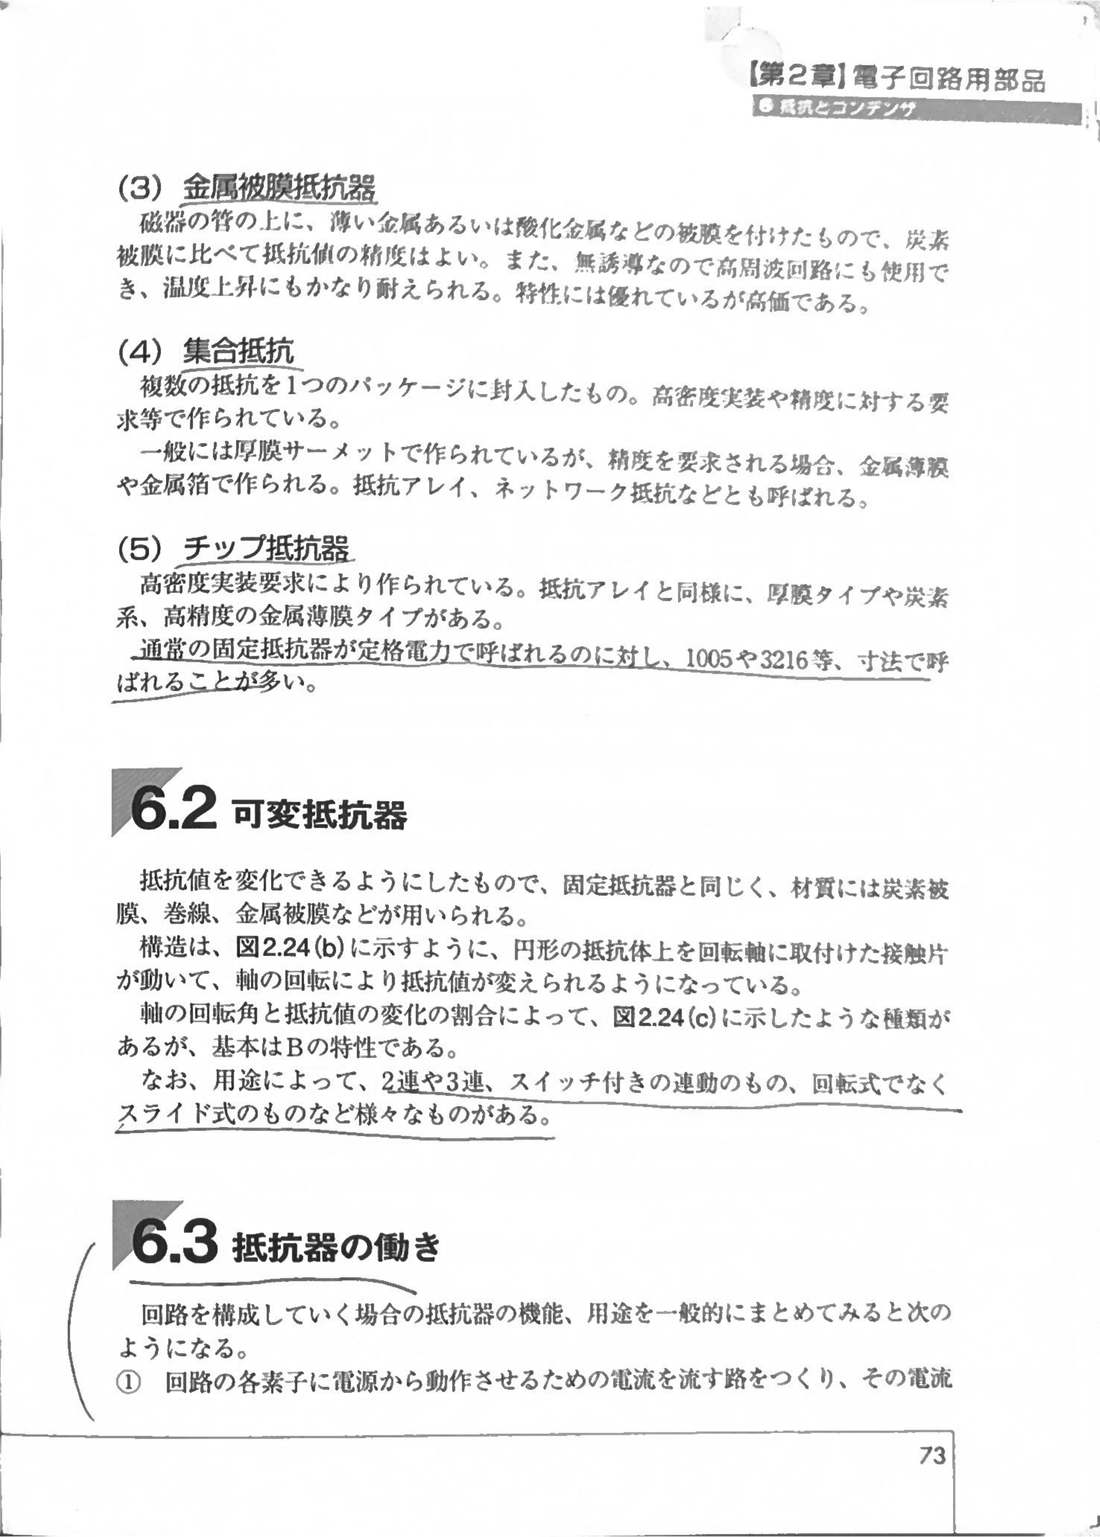 【第2章】電子回路用部品
❻ 抵抗とコンデンサ
(3) 金属被膜抵抗器
磁器の管の上に、薄い金属あるいは酸化金属などの被膜を付けたもので、炭素
被膜に比べて抵抗値の精度はよい。また、無誘導なので高周波回路にも使用で
き、温度上昇にもかなり耐えられる。特性には優れているが高価である。
(4) 集合抵抗
複数の抵抗を1つのパッケージに封入したもの。高密度実装や精度に対する要
求等で作られている。
一般には厚膜サーメットで作られているが、精度を要求される場合、金属薄膜
や金属箔で作られる。抵抗アレイ、ネットワーク抵抗などとも呼ばれる。
(5) チップ抵抗器
高密度実装要求により作られている。抵抗アレイと同様に、厚膜タイプや炭素
系、高精度の金属薄膜タイプがある。
通常の固定抵抗器が定格電力で呼ばれるのに対し、1005や3216等、寸法で呼
ばれることが多い。
6.2 可変抵抗器
抵抗値を変化できるようにしたもので、固定抵抗器と同じく、材質には炭素被
膜、巻線、金属被膜などが用いられる。
構造は、図2.24(b)に示すように、円形の抵抗体上を回転軸に取付けた接触片
が動いて、軸の回転により抵抗値が変えられるようになっている。
軸の回転角と抵抗値の変化の割合によって、図2.24(c)に示したような種類が
あるが、基本はBの特性である。
なお、用途によって、2連や3連、スイッチ付きの連動のもの、回転式でなく
スライド式のものなど様々なものがある。
6.3 抵抗器の働き
回路を構成していく場合の抵抗器の機能、用途を一般的にまとめてみると次の
ようになる。
① 回路の各素子に電源から動作させるための電流を流す路をつくり、その電流
73